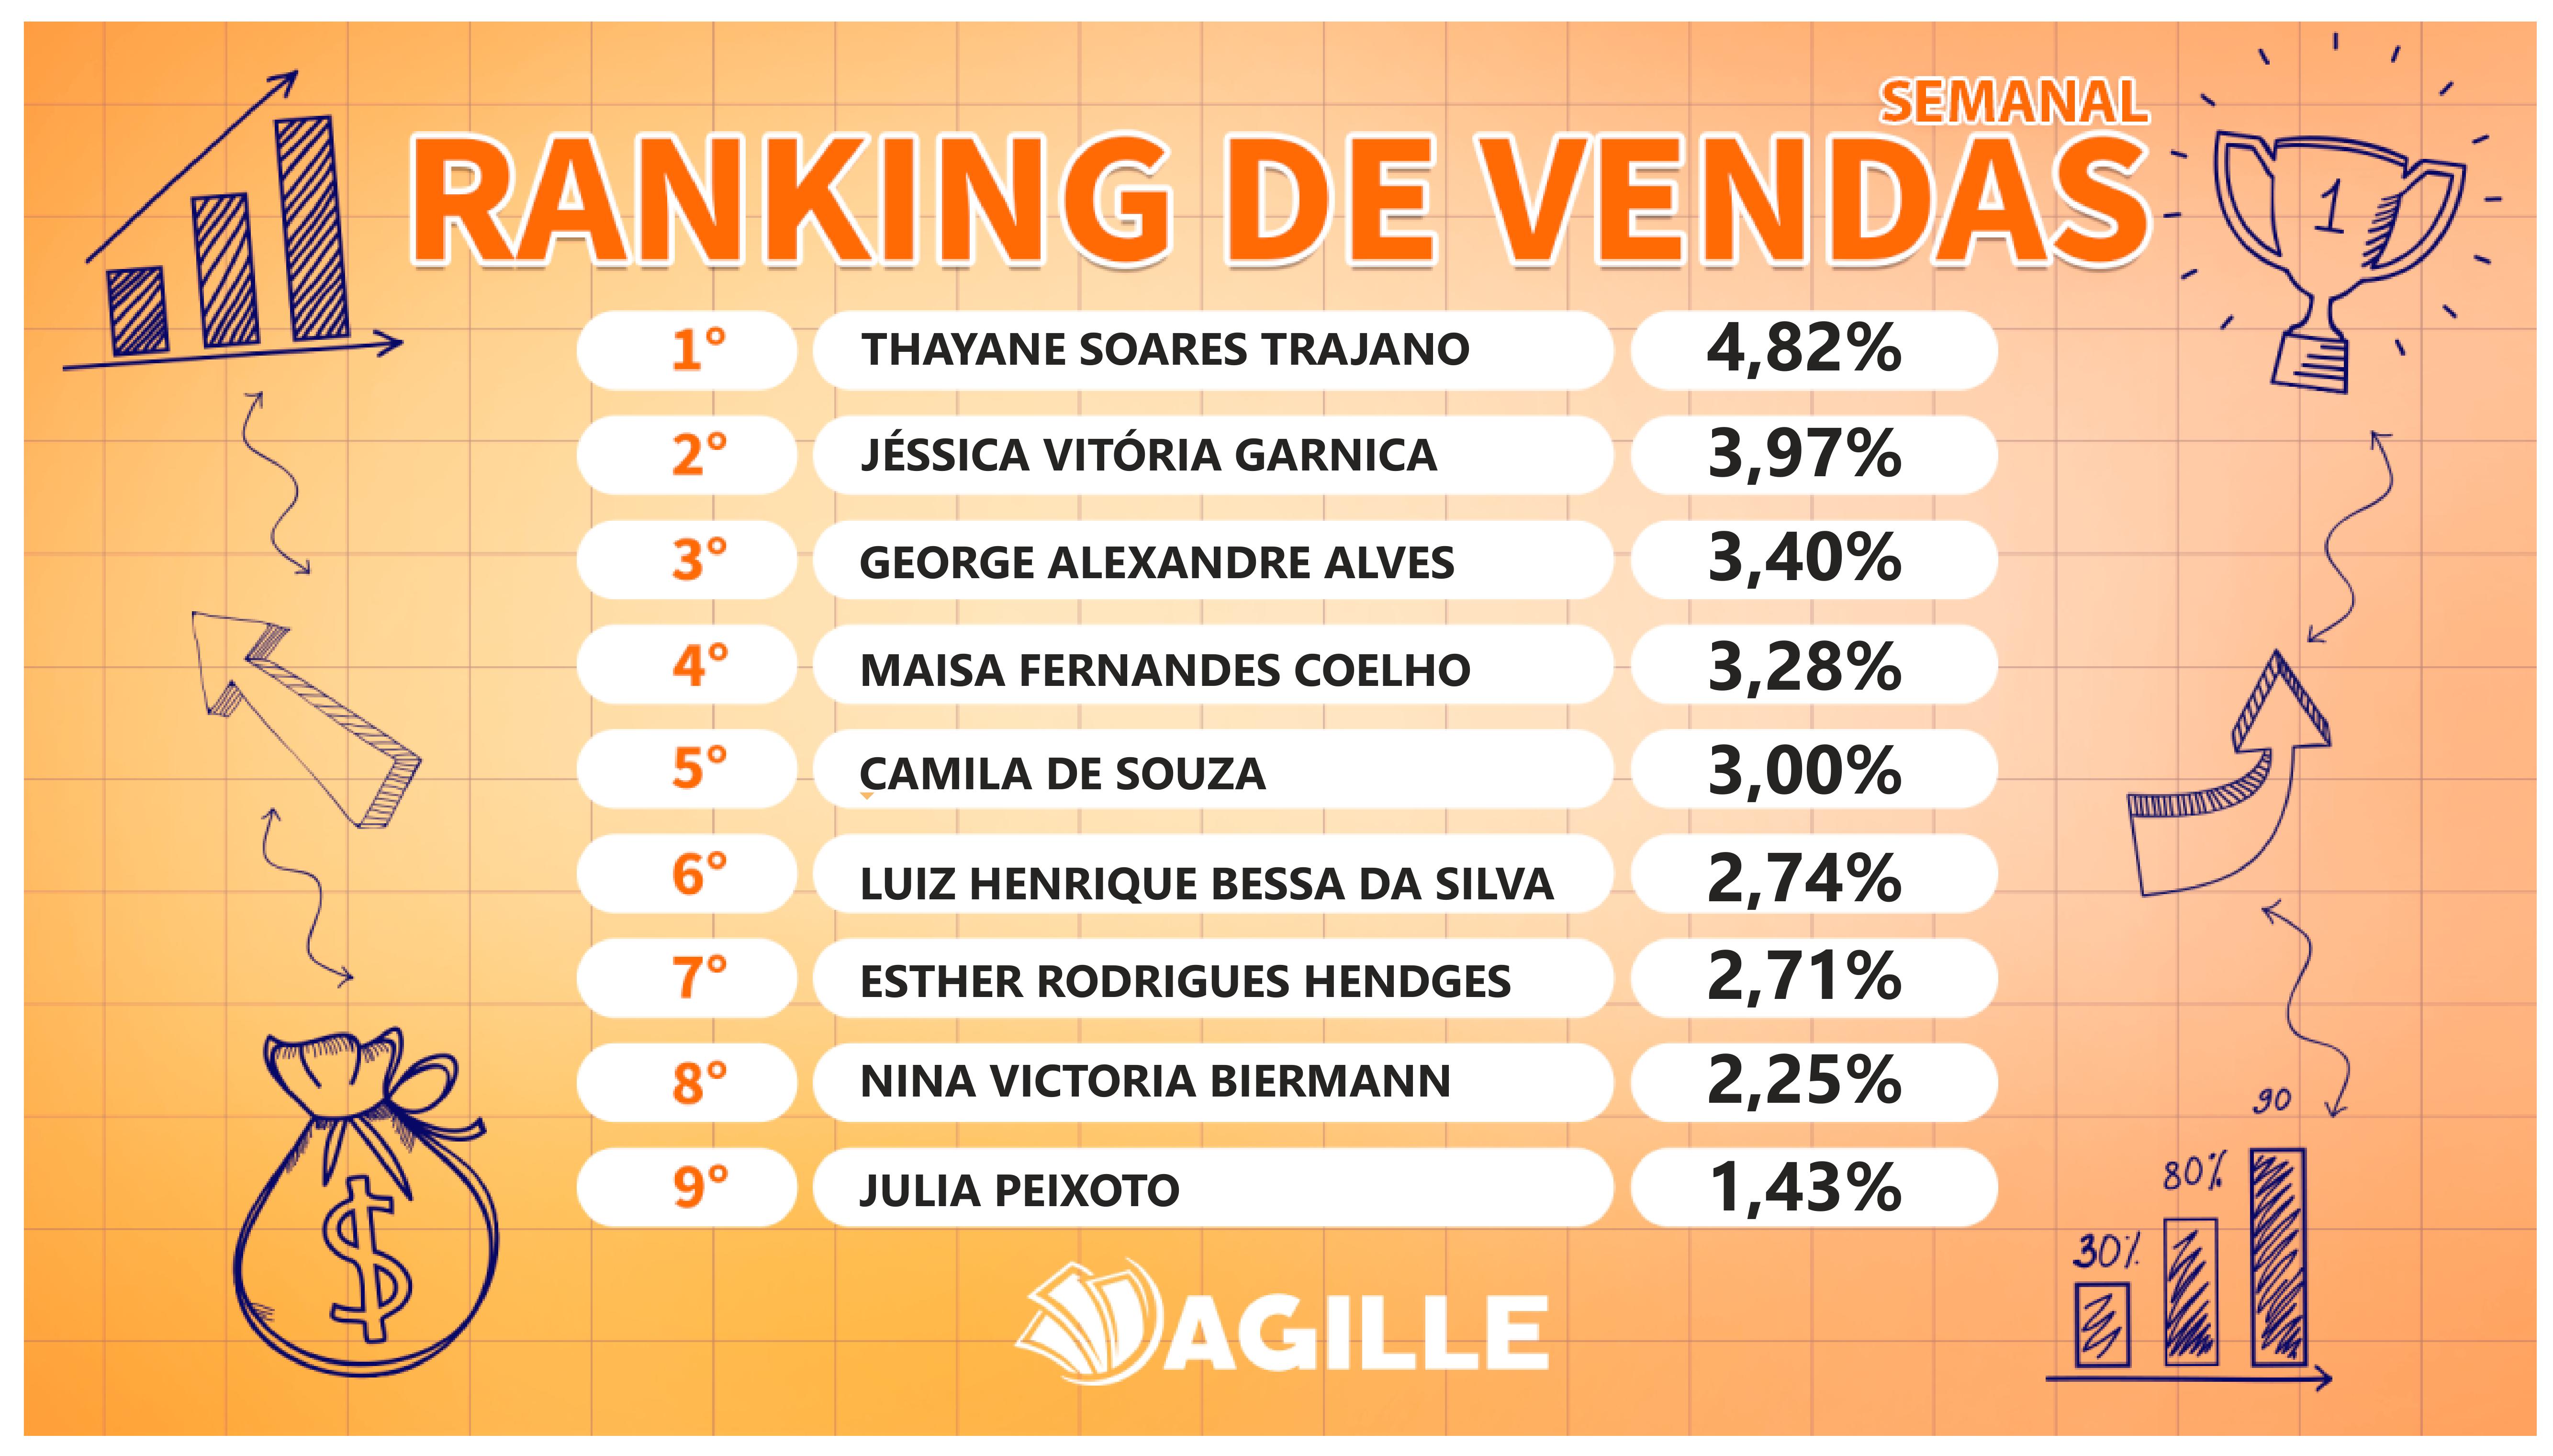 SEMANAL
RANKING DE VENDAS
1
1° THAYANE SOARES TRAJANO 4,82%
2° JÉSSICA VITÓRIA GARNICA 3,97%
3° GEORGE ALEXANDRE ALVES 3,40%
4° MAISA FERNANDES COELHO 3,28%
5° CAMILA DE SOUZA 3,00%
6° LUIZ HENRIQUE BESSA DA SILVA 2,74%
7° ESTHER RODRIGUES HENDGES 2,71%
8° NINA VICTORIA BIERMANN 2,25%
9° JULIA PEIXOTO 1,43%
90
80%
30%
$
AGILLE